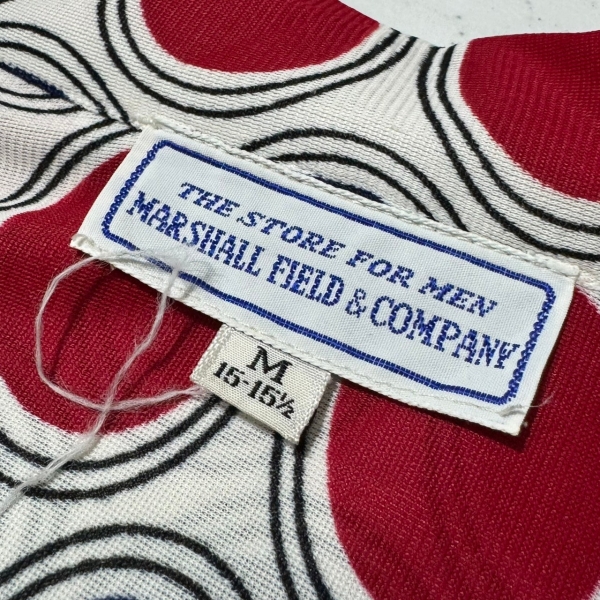 THE STORE FOR MEN
MARSHALL FIELD & COMPANY
M
15-15½